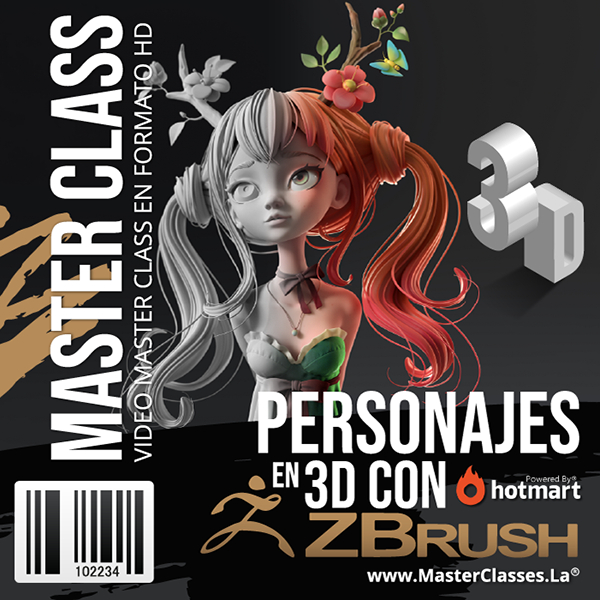 MASTER CLASS
VIDEO MASTER CLASS EN FORMATO HD
3D
PERSONAJES
EN 3D CON
Powered By®
hotmart
ZBRUSH
www.MasterClasses.La®
102234